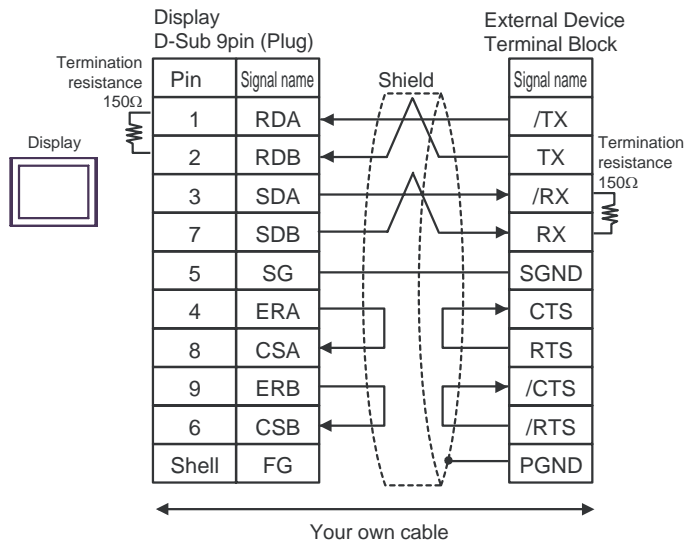 Display
D-Sub 9pin (Plug)
External Device
Terminal Block
Termination
resistance
150Ω
Pin
Signal name
Shield
Signal name
1
RDA
/TX
2
RDB
TX
Display
Termination
resistance
150Ω
3
SDA
/RX
7
SDB
RX
5
SG
SGND
4
ERA
CTS
8
CSA
RTS
9
ERB
/CTS
6
CSB
/RTS
Shell
FG
PGND
Your own cable